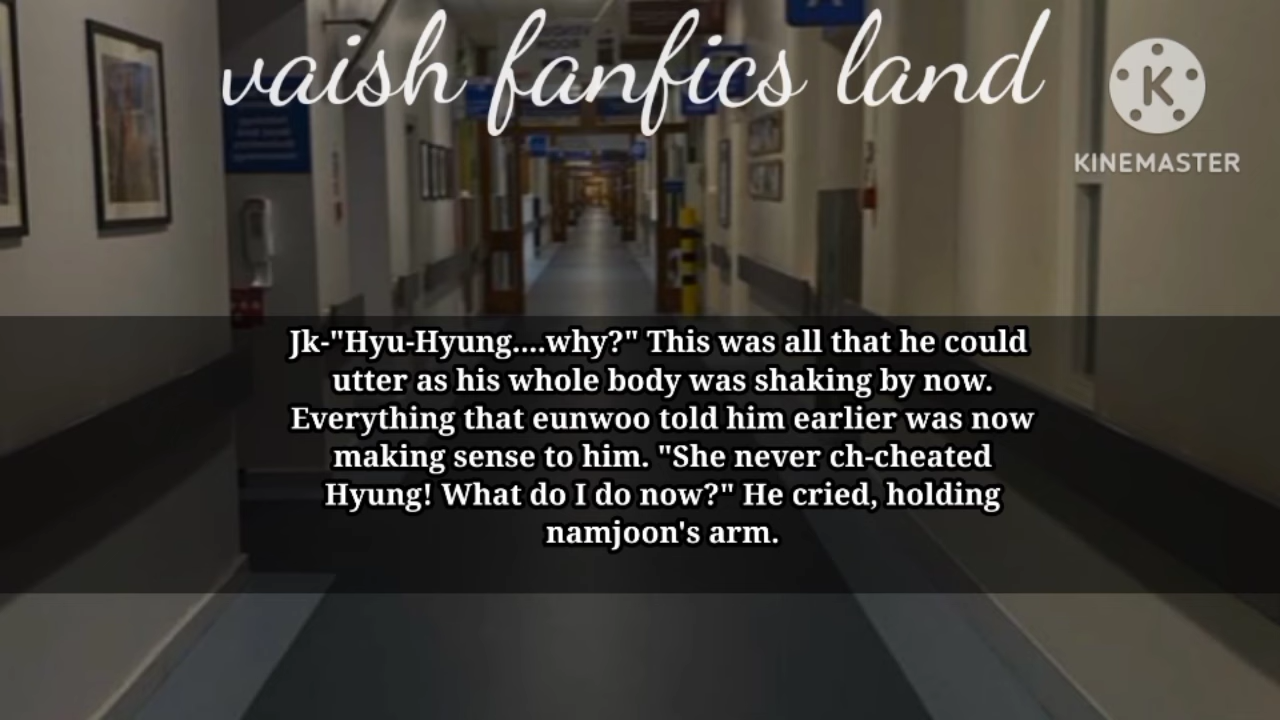 vaish fanfics land
K
KINEMASTER
Jk-"Hyu-Hyung....why?" This was all that he could
utter as his whole body was shaking by now.
Everything that eunwoo told him earlier was now
making sense to him. "She never ch-cheated
Hyung! What do I do now?" He cried, holding
namjoon's arm.